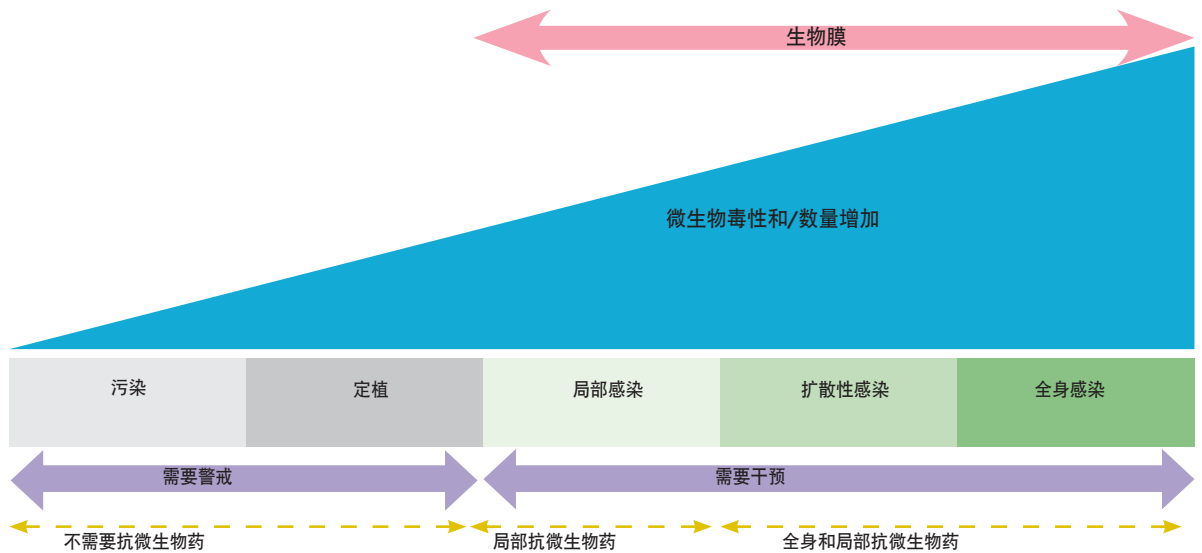 生物膜
微生物毒性和/数量增加
污染
定植
局部感染
扩散性感染
全身感染
需要警戒
需要干预
不需要抗微生物药
局部抗微生物药
全身和局部抗微生物药